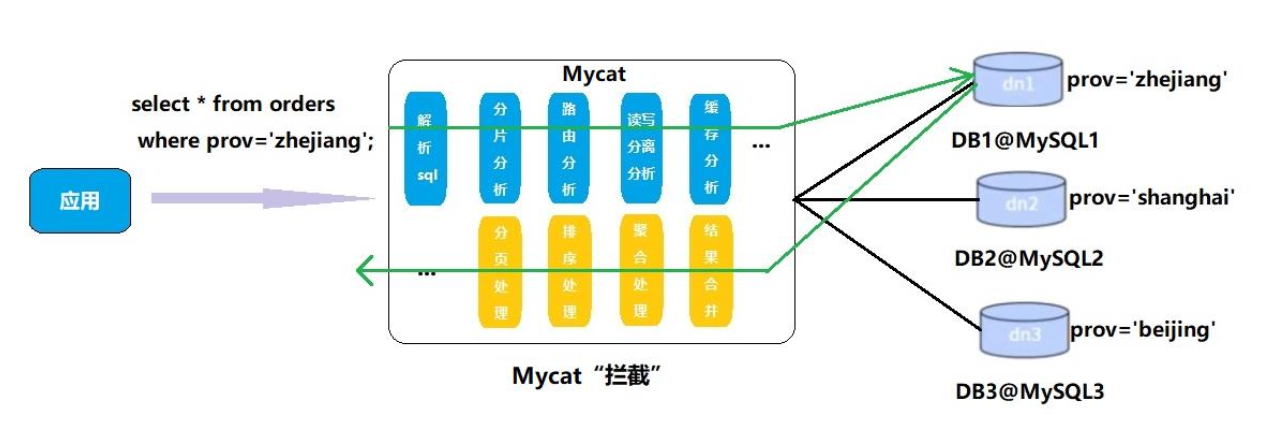 Mycat
select * from orders
where prov='zhejiang';
应用
解析sql
分片分析
路由分析
读写
分离
分析
缓存分析
...
...
分页处理
排序处理
聚合处理
结果合并
Mycat“拦截”
dn1
prov='zhejiang'
DB1@MySQL1
dn2
prov='shanghai'
DB2@MySQL2
dn3
prov='beijing'
DB3@MySQL3